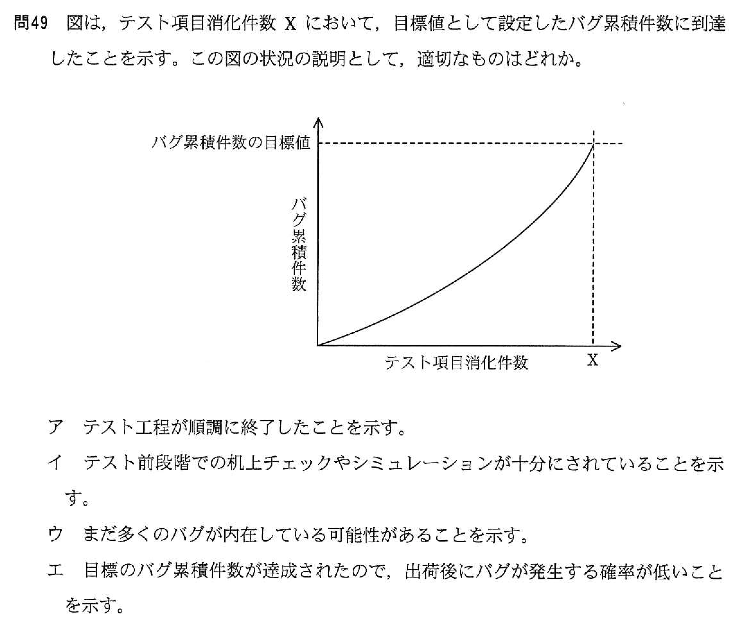 問49 図は，テスト項目消化件数 X において，目標値として設定したバグ累積件数に到達
したことを示す。この図の状況の説明として，適切なものはどれか。
バグ累積件数の目標値
バグ累積件数
テスト項目消化件数
X
ア テスト工程が順調に終了したことを示す。
イ テスト前段階での机上チェックやシミュレーションが十分にされていることを示
す。
ウ まだ多くのバグが内在している可能性があることを示す。
エ 目標のバグ累積件数が達成されたので，出荷後にバグが発生する確率が低いこと
を示す。